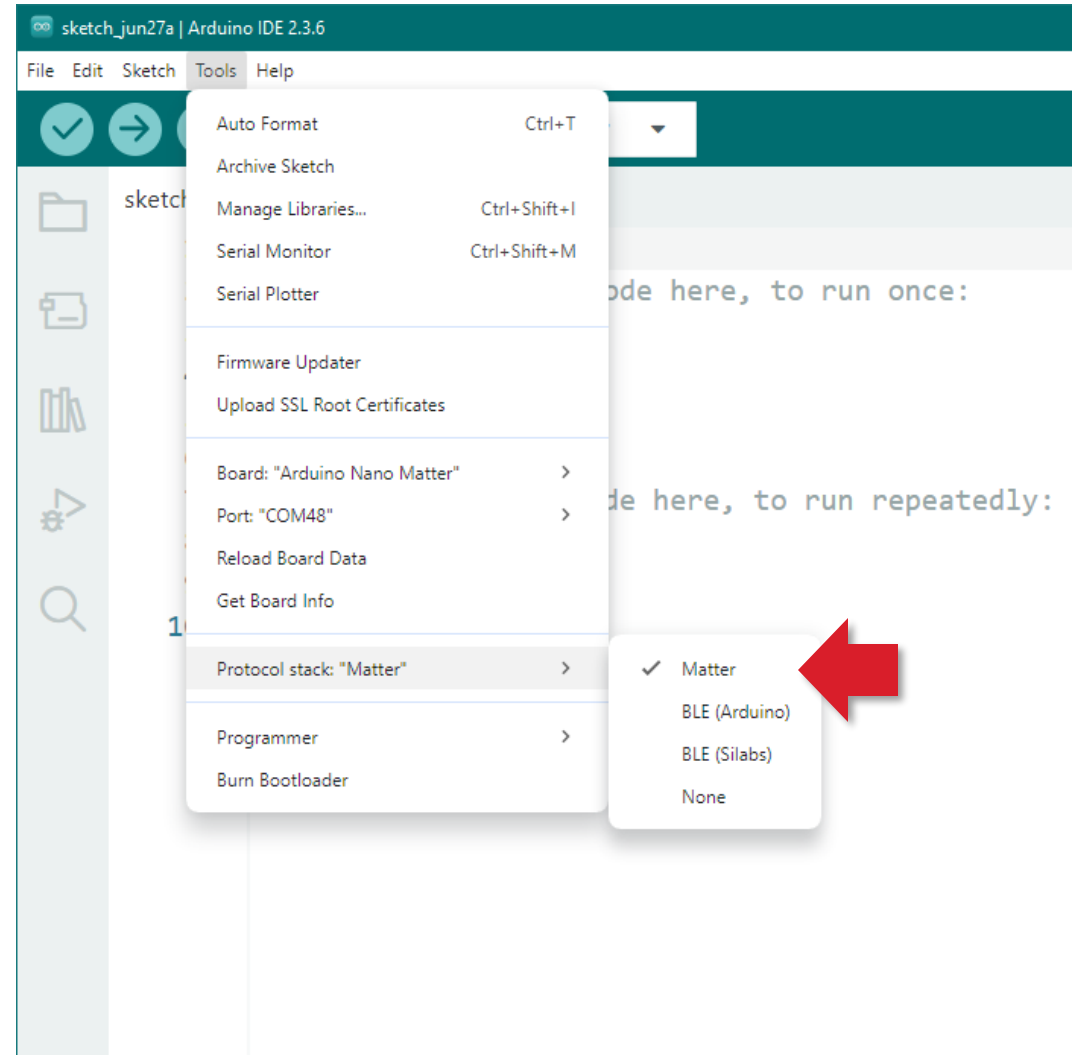 sketch_jun27a | Arduino IDE 2.3.6
File Edit Sketch Tools Help
Auto Format Ctrl+T
Archive Sketch
sketch
Manage Libraries... Ctrl+Shift+I
Serial Monitor Ctrl+Shift+M
Serial Plotter
ode here, to run once:
Firmware Updater
Upload SSL Root Certificates
Board: "Arduino Nano Matter"
de here, to run repeatedly:
Port: "COM48"
Reload Board Data
Get Board Info
Protocol stack: "Matter"
Matter
BLE (Arduino)
BLE (Silabs)
None
Programmer
Burn Bootloader